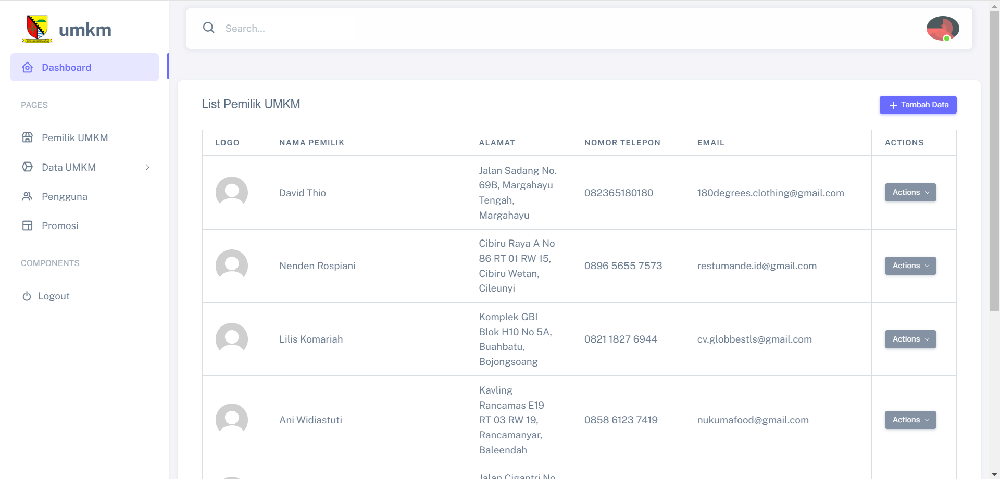 umkm
Search...
Dashboard
PAGES
List Pemilik UMKM
Tambah Data
Pemilik UMKM
Data UMKM
Pengguna
Promosi
COMPONENTS
Logout
LOGO NAMA PEMILIK ALAMAT NOMOR TELEPON EMAIL ACTIONS
David Thio
Jalan Sadang No.
69B, Margahayu
Tengah,
Margahayu
082365180180
180degrees.clothing@gmail.com
Actions
Nenden Rospiani
Cibiru Raya A No
86 RT 01 RW 15,
Cibiru Wetan,
Cileunyi
0896 5655 7573
restumande.id@gmail.com
Actions
Lilis Komariah
Komplek GBI
Blok H10 No 5A,
Buahbatu,
Bojongsoang
0821 1827 6944
cv.globbestls@gmail.com
Actions
Ani Widiastuti
Kavling
Rancamas E19
RT 03 RW 19,
Rancamanyar,
Baleendah
0858 6123 7419
nukumafood@gmail.com
Actions
Jalan Cigantri No